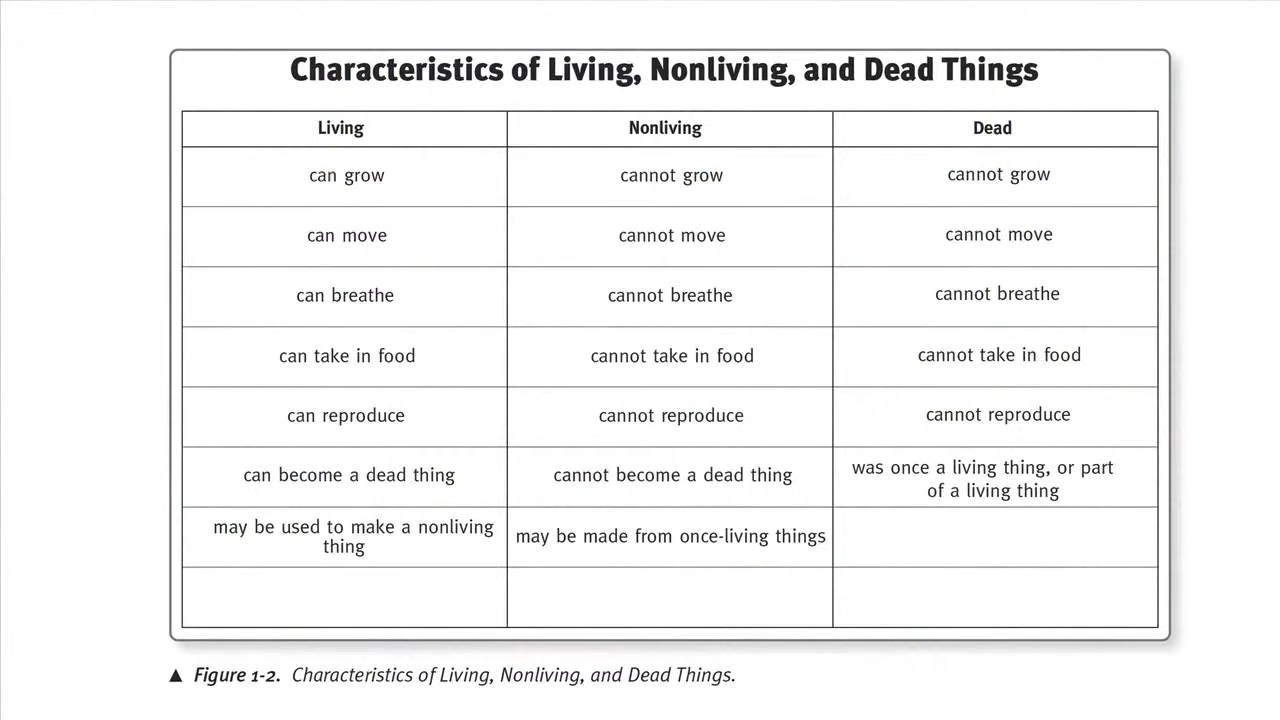 Characteristics of Living, Nonliving, and Dead Things
Living Nonliving Dead
can grow cannot grow cannot grow
can move cannot move cannot move
can breathe cannot breathe cannot breathe
can take in food cannot take in food cannot take in food
can reproduce cannot reproduce cannot reproduce
can become a dead thing cannot become a dead thing was once a living thing, or part
of a living thing
may be used to make a nonliving
thing
may be made from once-living things
▲ Figure 1-2. Characteristics of Living, Nonliving, and Dead Things.